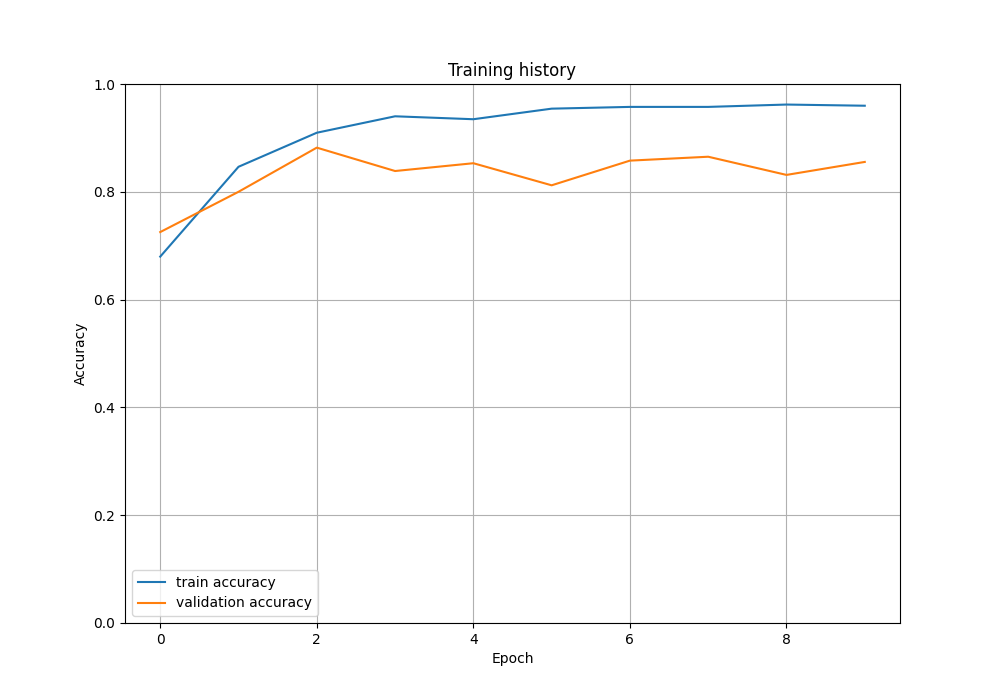 Training history
1.0
0.8
0.6
0.4
0.2
0.0
Accuracy
train accuracy
validation accuracy
0 2 4 6 8
Epoch